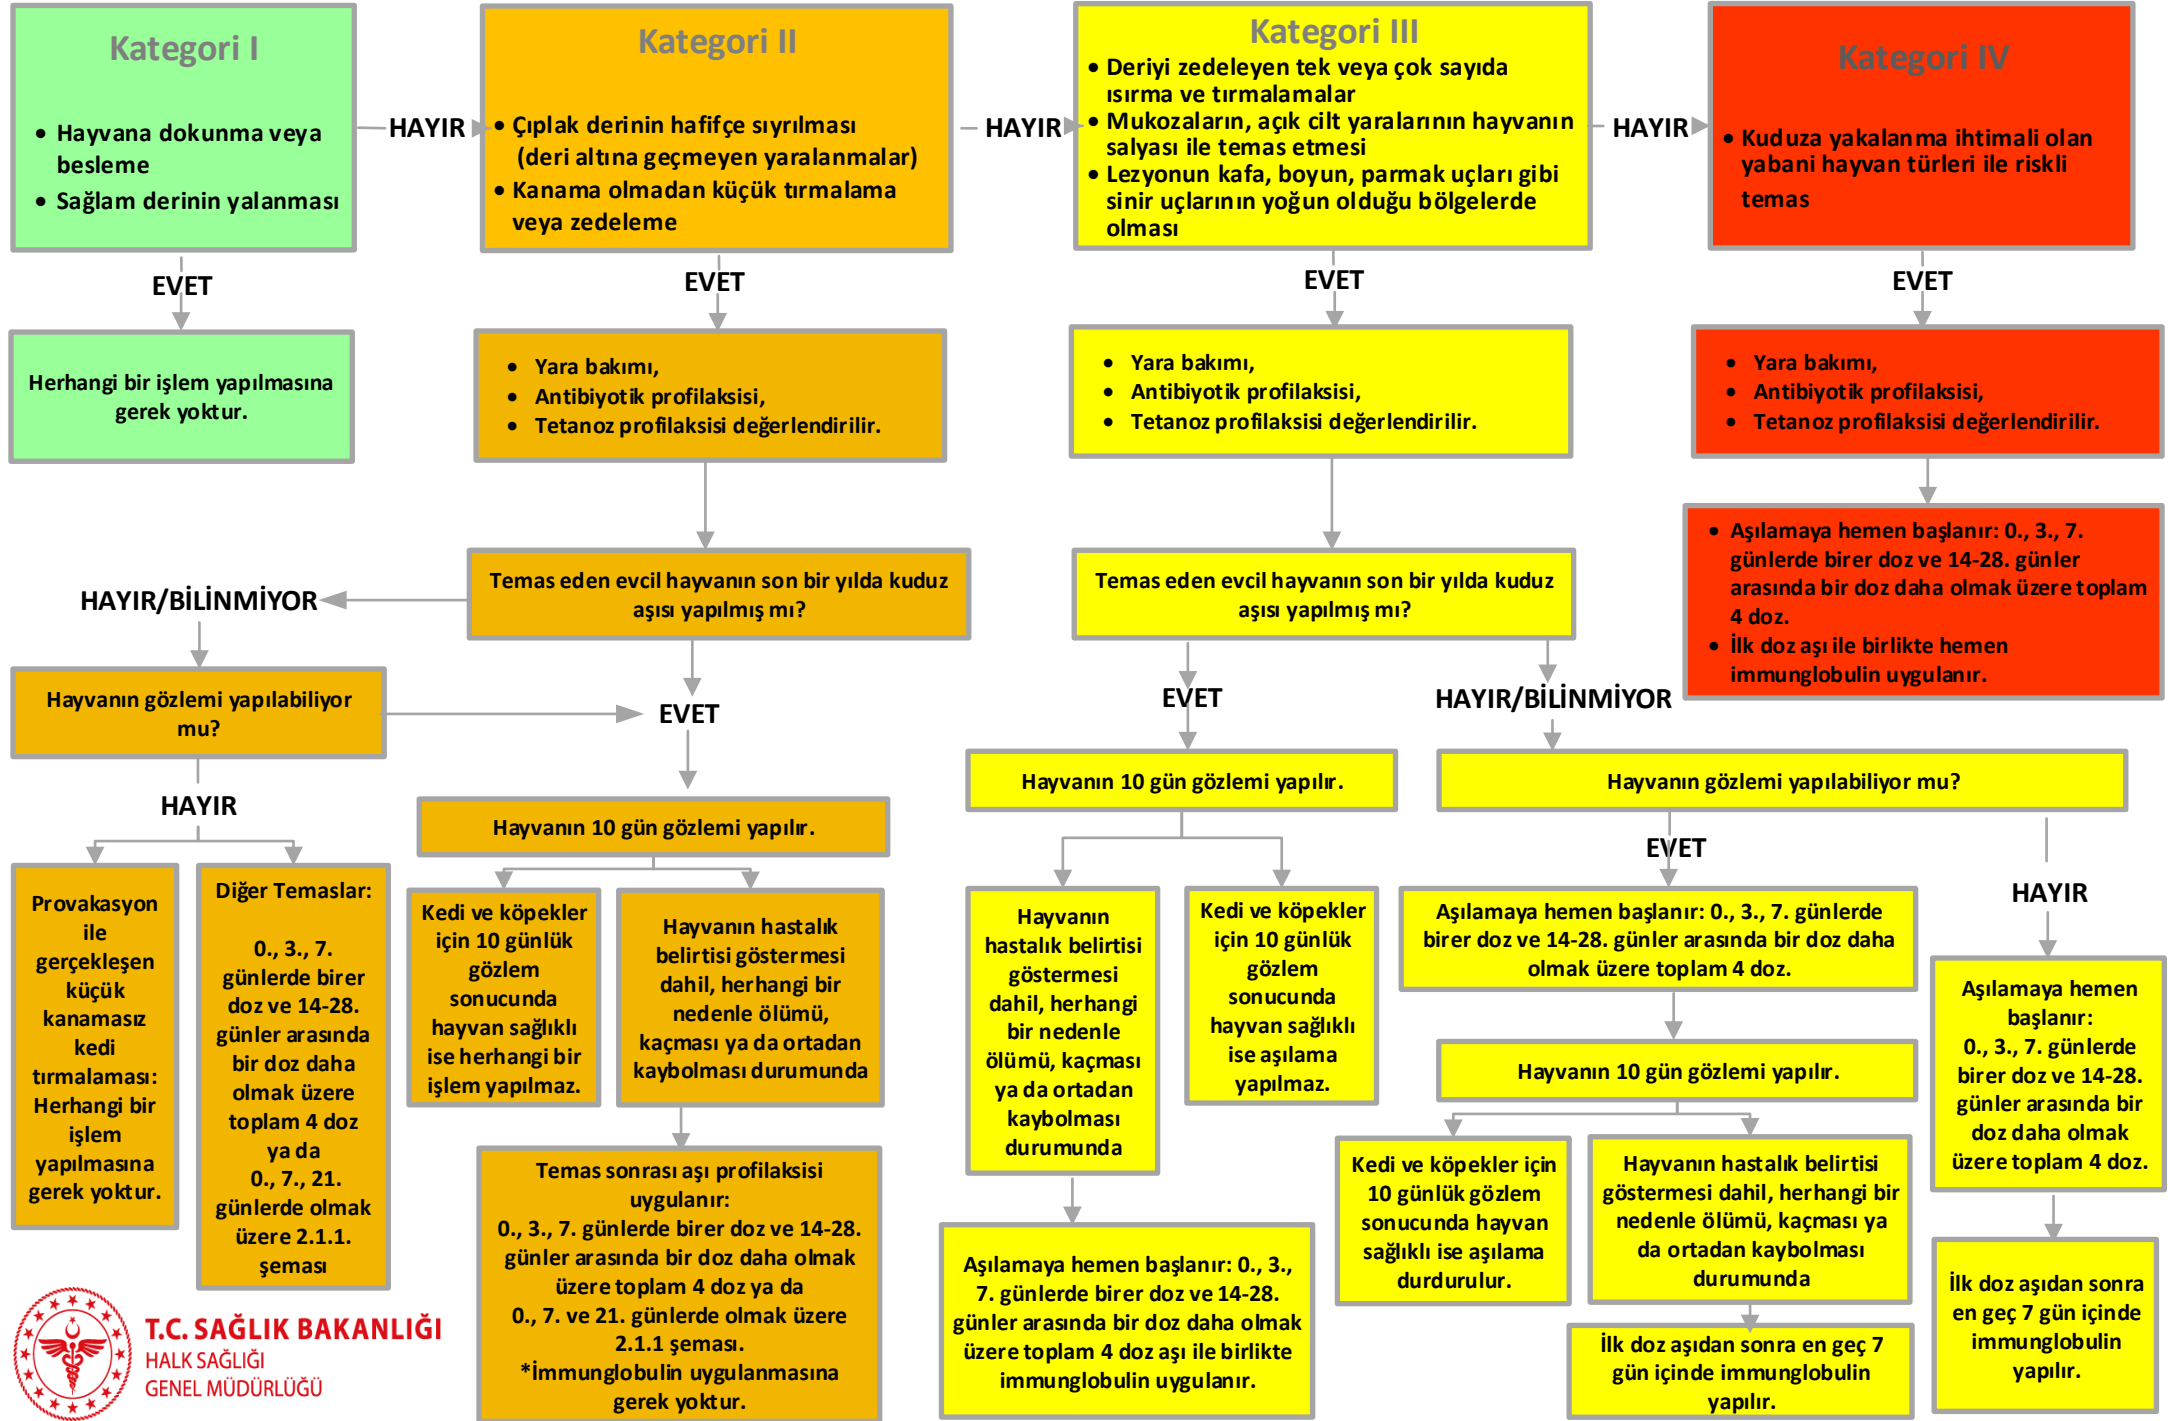 Kategori I
• Hayvana dokunma veya
besleme
• Sağlam derinin yalanması
HAYIR
Kategori II
• Çıplak derinin hafifçe sıyrılması
(deri altına geçmeyen yaralanmalar)
• Kanama olmadan küçük tırmalama
veya zedeleme
HAYIR
Kategori III
• Deriyi zedeleyen tek veya çok sayıda
ısırma ve tırmalamalar
• Mukozaların, açık cilt yaralarının hayvanın
salyası ile temas etmesi
• Lezyonun kafa, boyun, parmak uçları gibi
sinir uçlarının yoğun olduğu bölgelerde
olması
HAYIR
Kategori IV
• Kuduza yakalanma ihtimali olan
yabani hayvan türleri ile riskli
temas
EVET
EVET
EVET
EVET
Herhangi bir işlem yapılmasına
gerek yoktur.
• Yara bakımı,
• Antibiyotik profilaksisi,
• Tetanoz profilaksisi değerlendirilir.
• Yara bakımı,
• Antibiyotik profilaksisi,
• Tetanoz profilaksisi değerlendirilir.
• Yara bakımı,
• Antibiyotik profilaksisi,
• Tetanoz profilaksisi değerlendirilir.
HAYIR/BİLİNMİYOR
Temas eden evcil hayvanın son bir yılda kuduz
aşısı yapılmış mı?
Temas eden evcil hayvanın son bir yılda kuduz
aşısı yapılmış mı?
• Aşılamaya hemen başlanır: 0., 3., 7.
günlerde birer doz ve 14-28. günler
arasında bir doz daha olmak üzere toplam
4 doz.
• İlk doz aşı ile birlikte hemen
immunglobulin uygulanır.
Hayvanın gözlemi yapılabiliyor
mu?
EVET
EVET
HAYIR/BİLİNMİYOR
HAYIR
Hayvanın 10 gün gözlemi yapılır.
Hayvanın 10 gün gözlemi yapılır.
Hayvanın gözlemi yapılabiliyor mu?
EVET
HAYIR
Provakasyon
ile
gerçekleşen
küçük
kanamasız
kedi
tırmalaması:
Herhangi bir
işlem
yapılmasına
gerek yoktur.
Diğer Temaslar:
0., 3., 7.
günlerde birer
doz ve 14-28.
günler arasında
bir doz daha
olmak üzere
toplam 4 doz
ya da
0., 7., 21.
günlerde olmak
üzere 2.1.1.
şeması
Kedi ve köpekler
için 10 günlük
gözlem
sonucunda
hayvan sağlıklı
ise herhangi bir
işlem yapılmaz.
Hayvanın hastalık
belirtisi göstermesi
dahil, herhangi bir
nedenle ölümü,
kaçması ya da ortadan
kaybolması durumunda
Temas sonrası aşı profilaksisi
uygulanır:
0., 3., 7. günlerde birer doz ve 14-28.
günler arasında bir doz daha olmak
üzere toplam 4 doz ya da
0., 7. ve 21. günlerde olmak üzere
2.1.1 şeması.
*İmmunglobulin uygulanmasına
gerek yoktur.
Hayvanın
hastalık belirtisi
göstermesi
dahil, herhangi
bir nedenle
ölümü, kaçması
ya da ortadan
kaybolması
durumunda
Kedi ve köpekler
için 10 günlük
gözlem
sonucunda
hayvan sağlıklı
ise aşılama
yapılmaz.
Aşılamaya hemen başlanır: 0., 3.,
7. günlerde birer doz ve 14-28.
günler arasında bir doz daha olmak
üzere toplam 4 doz aşı ile birlikte
immunglobulin uygulanır.
Aşılamaya hemen başlanır: 0., 3., 7. günlerde
birer doz ve 14-28. günler arasında bir doz daha
olmak üzere toplam 4 doz.
Hayvanın 10 gün gözlemi yapılır.
Kedi ve köpekler için
10 günlük gözlem
sonucunda hayvan
sağlıklı ise aşılama
durdurulur.
Hayvanın hastalık belirtisi
göstermesi dahil, herhangi bir
nedenle ölümü, kaçması ya
da ortadan kaybolması
durumunda
İlk doz aşıdan sonra en geç 7
gün içinde immunglobulin
yapılır.
Aşılamaya hemen
başlanır:
0., 3., 7. günlerde
birer doz ve 14-28.
günler arasında bir
doz daha olmak
üzere toplam 4 doz.
İlk doz aşıdan sonra
en geç 7 gün içinde
immunglobulin
yapılır.
T.C. SAĞLIK BAKANLIĞI
HALK SAĞLIĞI
GENEL MÜDÜRLÜĞÜ